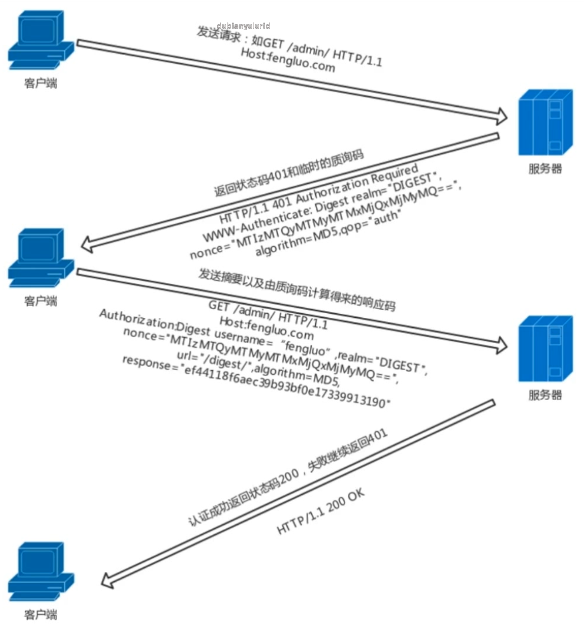 发送请求：如GET /admin/ HTTP/1.1
Host:fengluo.com
客户端
服务器
返回状态码401和临时的质询码
HTTP/1.1 401 Authorization Required
WWW-Authenticate: Digest realm="DIGEST",
nonce="MTIzMTQyMTMyMTMxMjQxMjMyMQ==",
algorithm=MD5,qop="auth"
客户端
发送摘要以及由质询码计算得来的响应码
GET /admin/ HTTP/1.1
Host:fengluo.com
Authorization:Digest username= “fengluo”,realm="DIGEST",
nonce="MTIzMTQyMTMyMTMxMjQxMjMyMQ==",
url="/digest/",algorithm=MD5,
response="ef44118f6aec39b93bf0e17339913190"
服务器
认证成功返回状态码200，失败继续返回401
HTTP/1.1 200 OK
客户端